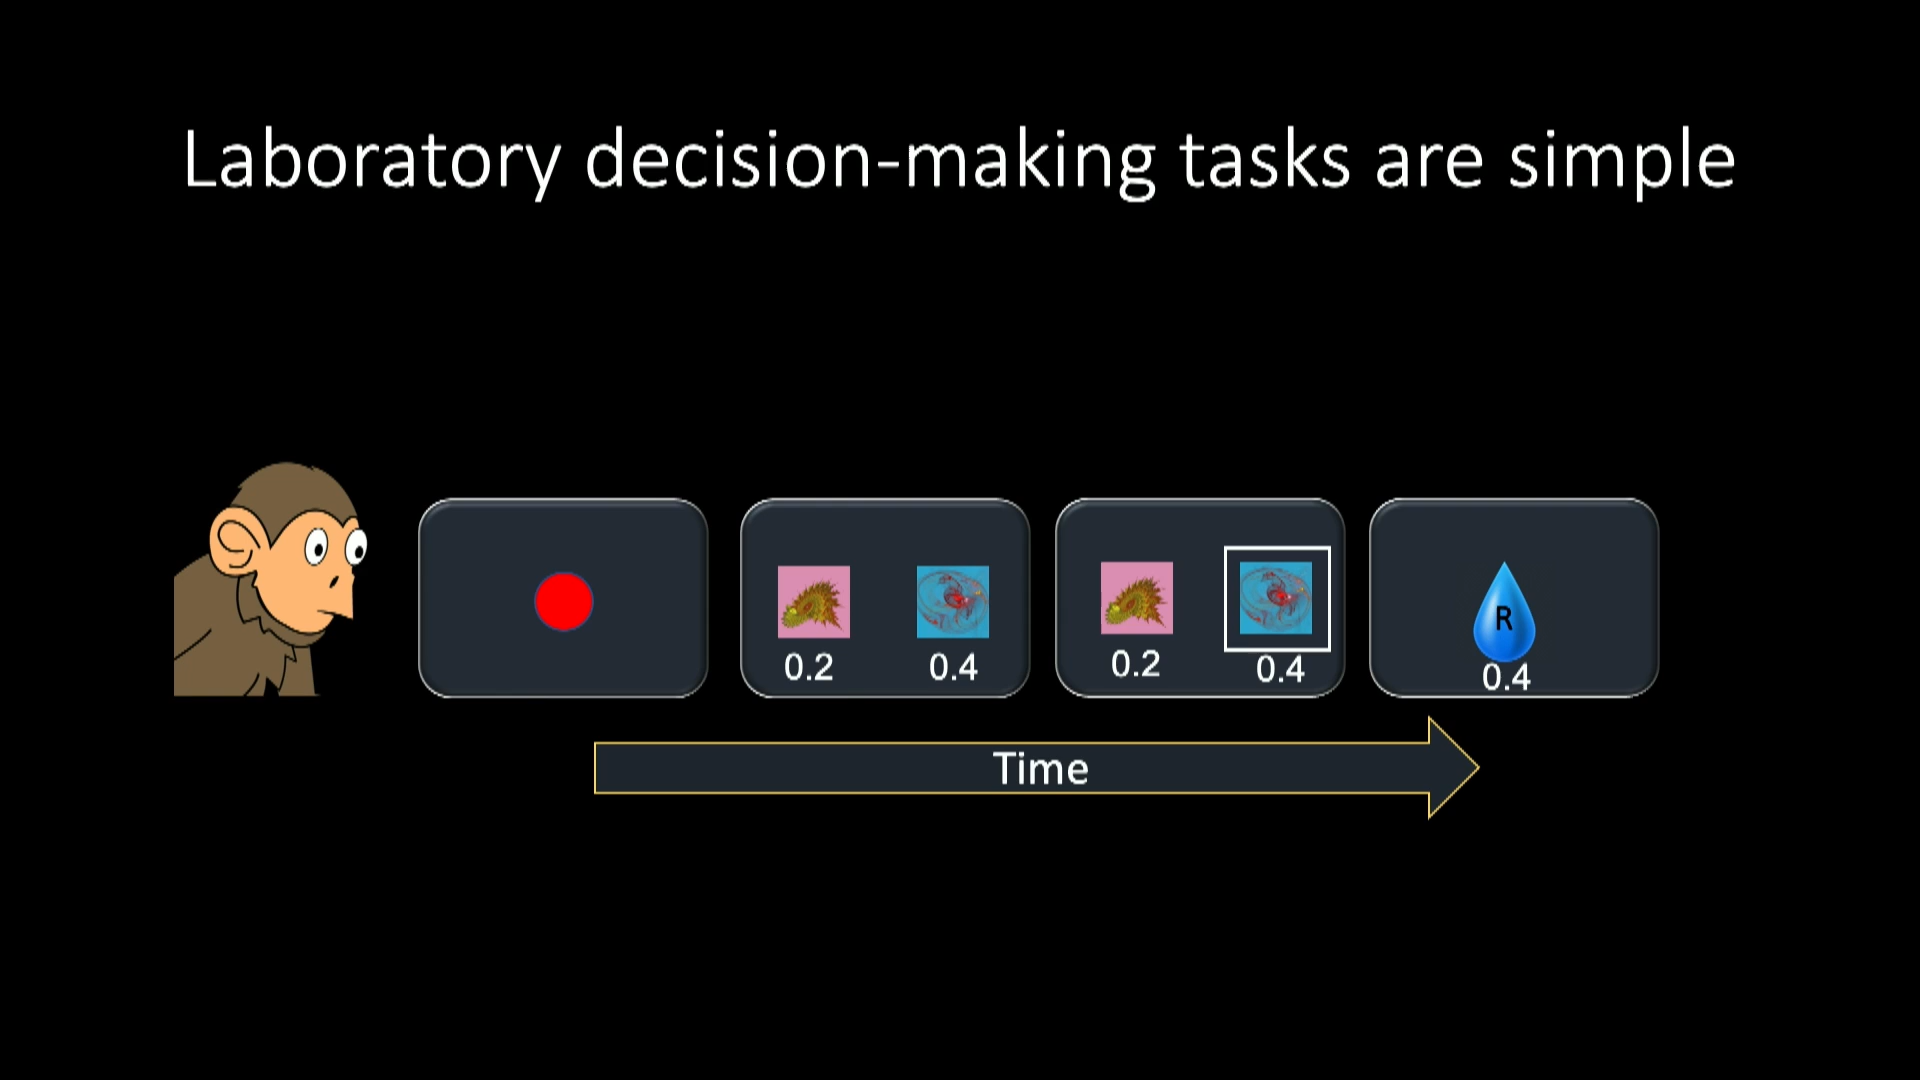 Laboratory decision-making tasks are simple
0.2 0.4
0.2 0.4
R
0.4
Time